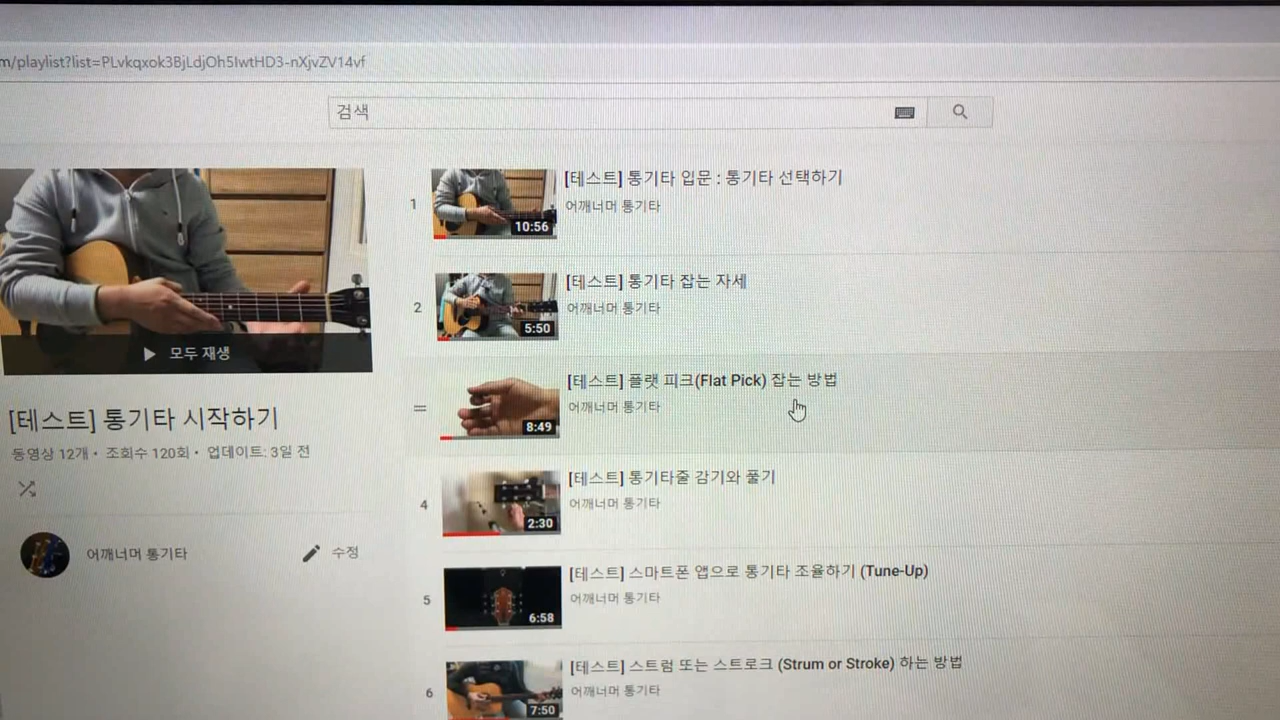 m/playlist?list=PLvkqxok3BjLdjOh5IwtHD3-nXjvZV14vf
검색
모두 재생
[테스트] 통기타 시작하기
동영상 12개 • 조회수 120회 • 업데이트: 3일 전
어깨너머 통기타
수정
1
10:56
[테스트] 통기타 입문 : 통기타 선택하기
어깨너머 통기타
2
5:50
[테스트] 통기타 잡는 자세
어깨너머 통기타
8:49
[테스트] 플랫 피크(Flat Pick) 잡는 방법
어깨너머 통기타
4
2:30
[테스트] 통기타줄 감기와 풀기
어깨너머 통기타
5
6:58
[테스트] 스마트폰 앱으로 통기타 조율하기 (Tune-Up)
어깨너머 통기타
6
7:50
[테스트] 스트럼 또는 스트로크 (Strum or Stroke) 하는 방법
어깨너머 통기타